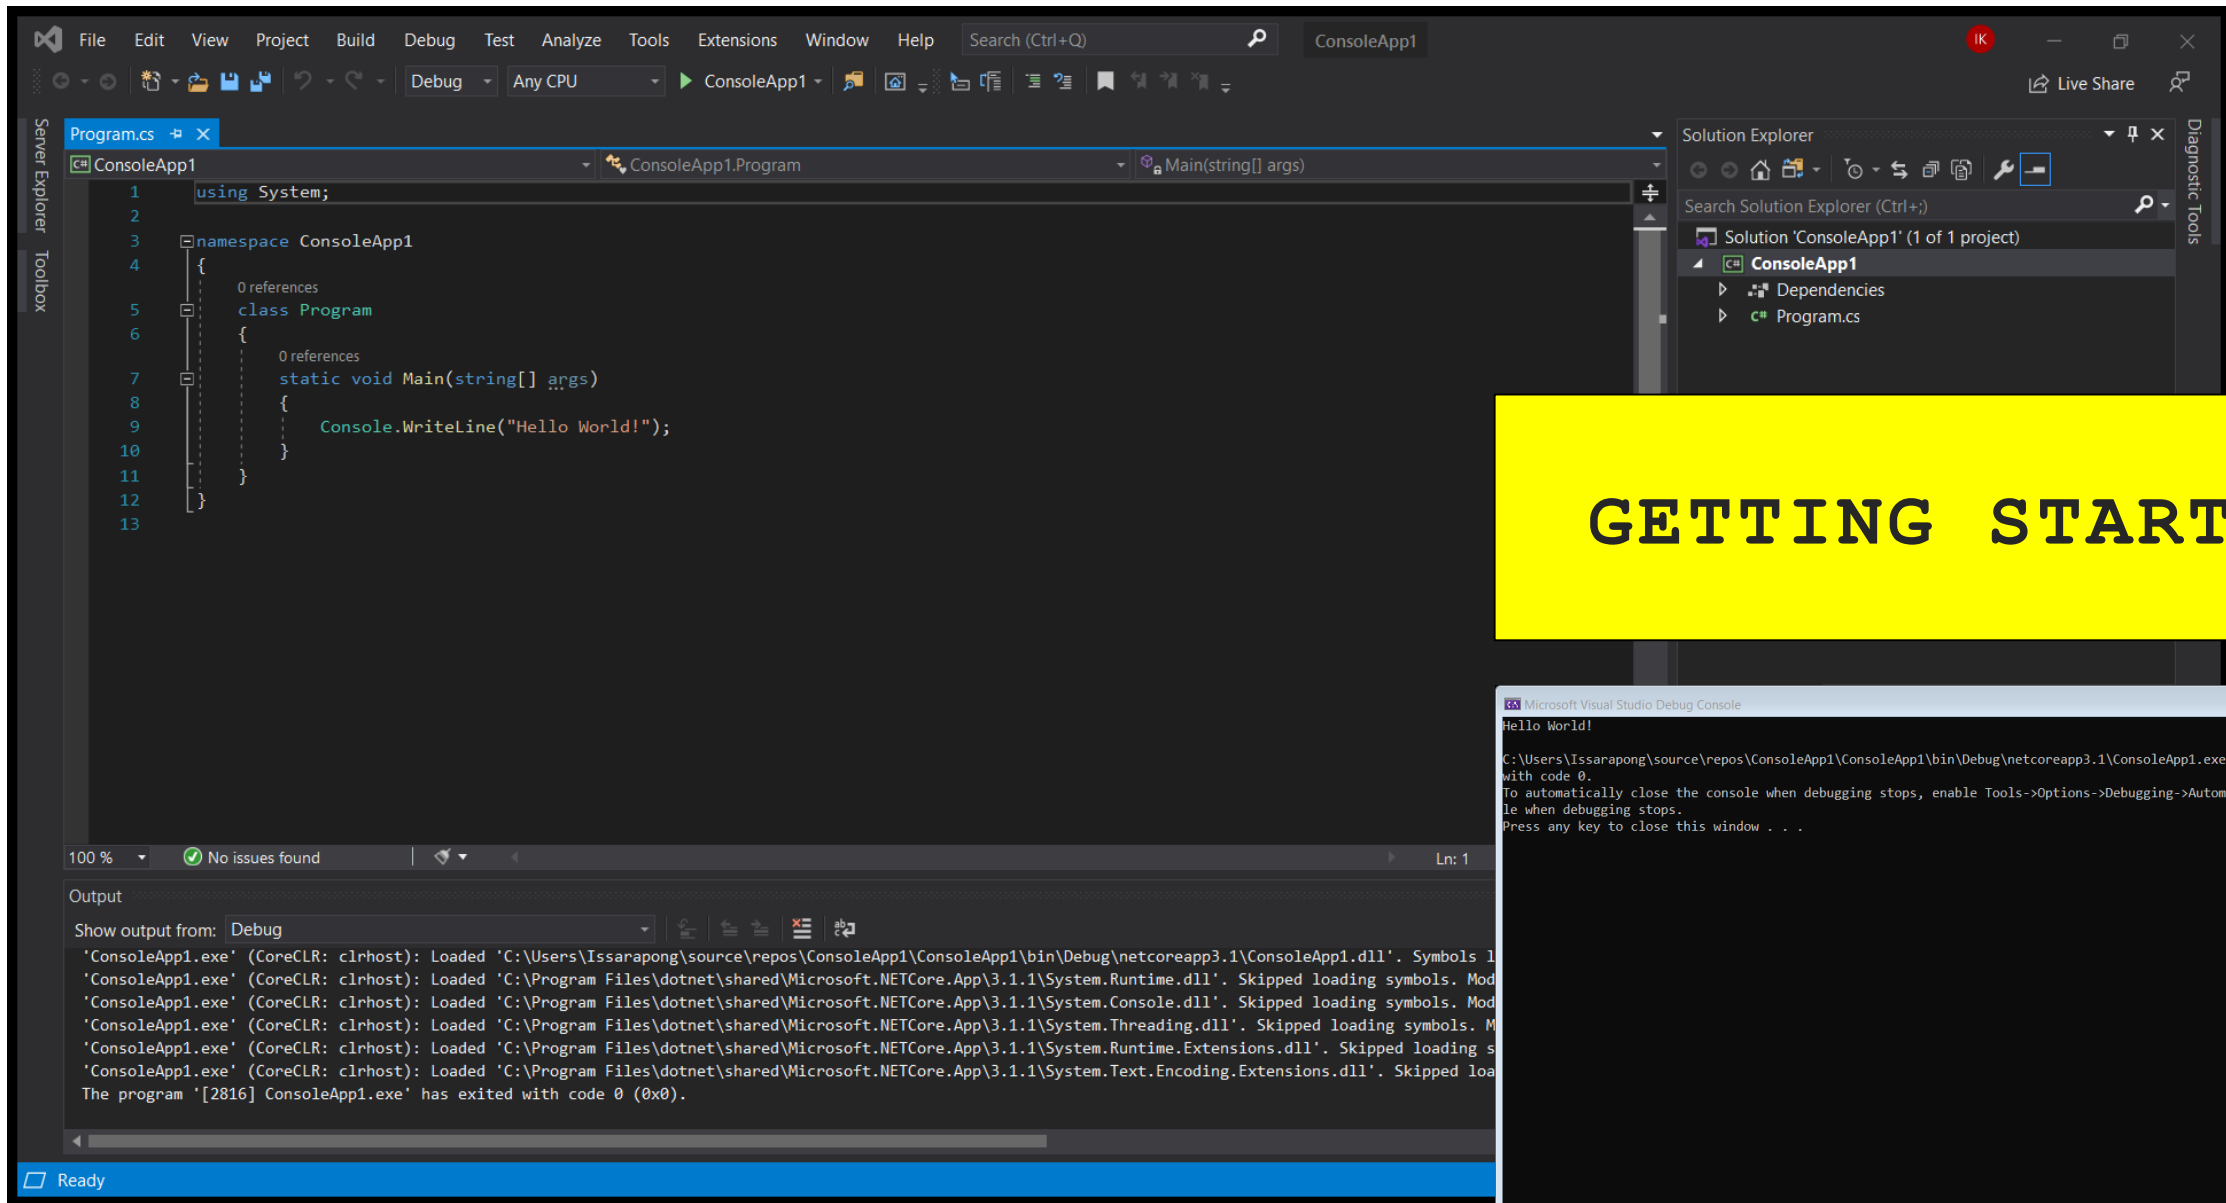 File Edit View Project Build Debug Test Analyze Tools Extensions Window Help Search (Ctrl+Q) ConsoleApp1 IK
Debug Any CPU ConsoleApp1 Live Share
Server Explorer
Toolbox
Program.cs
C# ConsoleApp1 ConsoleApp1.Program Main(string[] args)
1 using System;
2
3 namespace ConsoleApp1
4 {
0 references
5 class Program
6 {
0 references
7 static void Main(string[] args)
8 {
9 Console.WriteLine("Hello World!");
10 }
11 }
12 }
13
100 % No issues found Ln: 1
Solution Explorer
Search Solution Explorer (Ctrl+;)
Solution 'ConsoleApp1' (1 of 1 project)
C# ConsoleApp1
Dependencies
C# Program.cs
Diagnostic Tools
GETTING START
Microsoft Visual Studio Debug Console
Hello World!
C:\Users\Issarapong\source\repos\ConsoleApp1\ConsoleApp1\bin\Debug\netcoreapp3.1\ConsoleApp1.exe
with code 0.
To automatically close the console when debugging stops, enable Tools->Options->Debugging->Autom
le when debugging stops.
Press any key to close this window . . .
Output
Show output from: Debug
'ConsoleApp1.exe' (CoreCLR: clrhost): Loaded 'C:\Users\Issarapong\source\repos\ConsoleApp1\ConsoleApp1\bin\Debug\netcoreapp3.1\ConsoleApp1.dll'. Symbols l
'ConsoleApp1.exe' (CoreCLR: clrhost): Loaded 'C:\Program Files\dotnet\shared\Microsoft.NETCore.App\3.1.1\System.Runtime.dll'. Skipped loading symbols. Mod
'ConsoleApp1.exe' (CoreCLR: clrhost): Loaded 'C:\Program Files\dotnet\shared\Microsoft.NETCore.App\3.1.1\System.Console.dll'. Skipped loading symbols. Mod
'ConsoleApp1.exe' (CoreCLR: clrhost): Loaded 'C:\Program Files\dotnet\shared\Microsoft.NETCore.App\3.1.1\System.Threading.dll'. Skipped loading symbols. M
'ConsoleApp1.exe' (CoreCLR: clrhost): Loaded 'C:\Program Files\dotnet\shared\Microsoft.NETCore.App\3.1.1\System.Runtime.Extensions.dll'. Skipped loading s
'ConsoleApp1.exe' (CoreCLR: clrhost): Loaded 'C:\Program Files\dotnet\shared\Microsoft.NETCore.App\3.1.1\System.Text.Encoding.Extensions.dll'. Skipped loa
The program '[2816] ConsoleApp1.exe' has exited with code 0 (0x0).
Ready